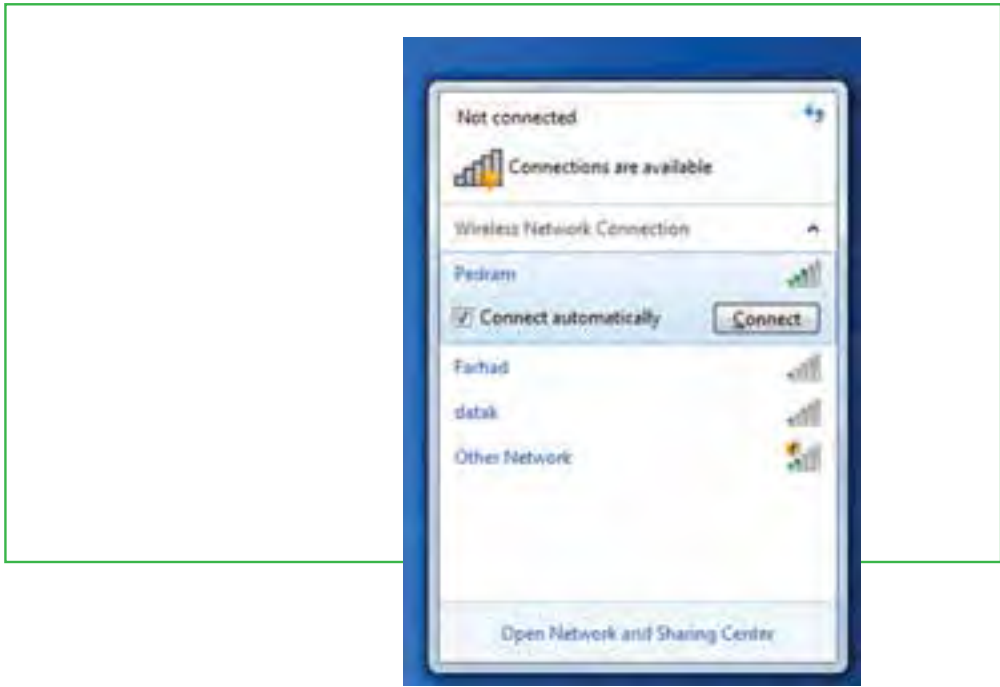 Not connected
Connections are available
Wireless Network Connection
Pedram
Connect automatically
Connect
Farhad
datak
Other Network
Open Network and Sharing Center